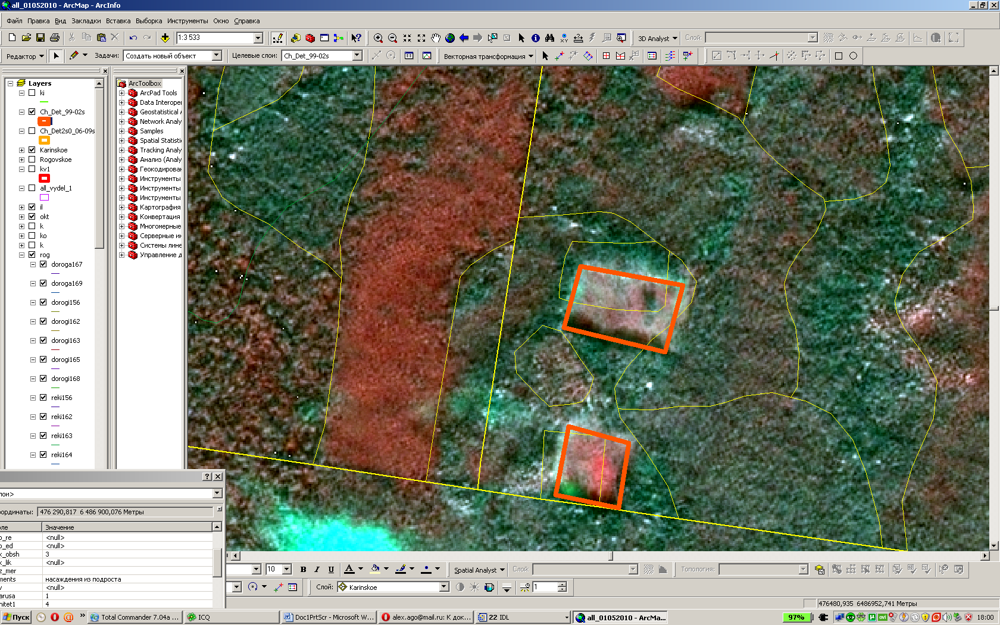 all_01052010 - ArcMap - ArcInfo
Файл Правка Вид Закладки Вставка Выборка Инструменты Окно Справка
1:3 533
3D Analyst
Слой:
Редактор
Задачи:
Создать новый объект
Целевые слои:
Ch_Det_99-02s
Векторная трансформация
Layers
ki
Ch_Det_99-02s
Ch_Det2s0_06-09s
Karinskoe
Rogovskoe
kv1
all_vydel_1
il
okt
k
ko
k
rog
doroga167
doroga169
dorogi156
dorogi162
dorogi163
dorogi165
dorogi168
reki156
reki162
reki163
reki164
ArcToolbox
ArcPad Tools
Data Interoper
Geostatistical A
Network Analy
Samples
Spatial Statisti
Tracking Analy
Анализ (Analy
Геокодирован
Инструменты
Инструменты
Инструменты
Картография
Конвертация
Многомерные
Серверные ин
Системы лине
Управление д
лои>
ординаты:
476 290,817 6 486 900,076 Метры
ле
Значение
o_re
<null>
o_ed
<null>
k_obsh
3
k_lik
<null>
z_mer
ments
насаждения из подроста
v
<null>
arusa
1
nitet1
4
10
B I U
A
Spatial Analyst
Слой:
Топология:
Слой:
Karinskoe
1
476480,935 6486952,741 Метры
Пуск
Total Commander 7.04a ...
ICQ
Doc1PrtScr - Microsoft W...
alex.ago@mail.ru: К док...
22 IDL
all_01052010 - ArcMa...
97%
18:00